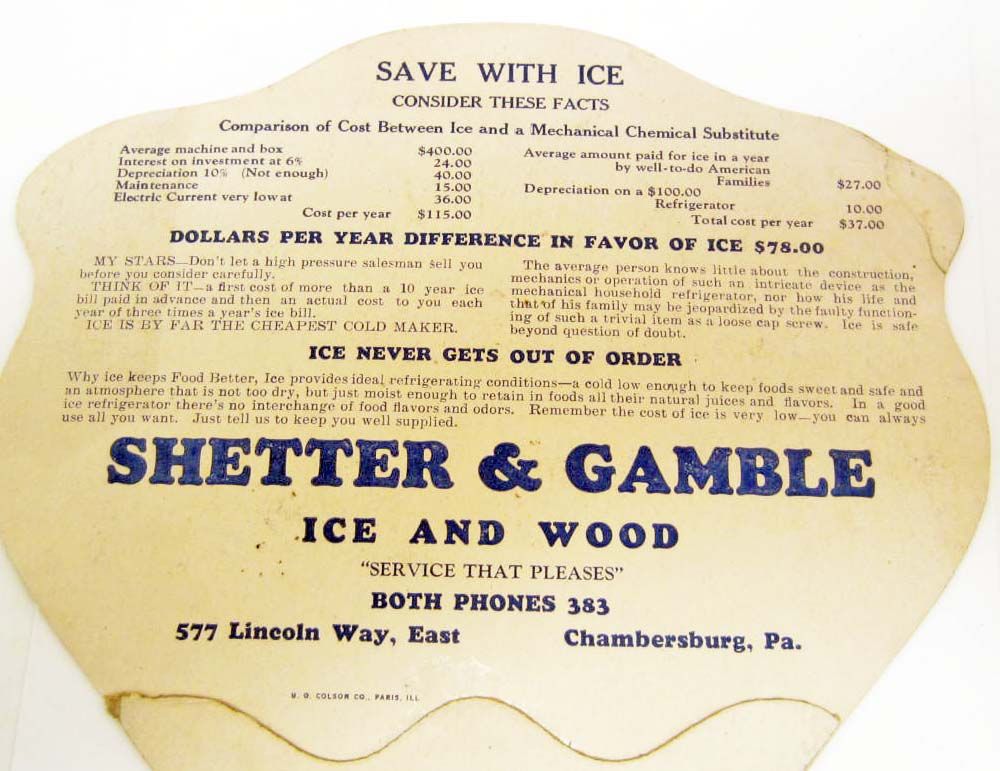 SAVE WITH ICE
CONSIDER THESE FACTS
Comparison of Cost Between Ice and a Mechanical Chemical Substitute
Average machine and box $400.00
Interest on investment at 6% 24.00
Depreciation 10% (Not enough) 40.00
Maintenance 15.00
Electric Current very low at 36.00
Cost per year $115.00
Average amount paid for ice in a year
by well-to-do American
Families $27.00
Depreciation on a $100.00
Refrigerator 10.00
Total cost per year $37.00
DOLLARS PER YEAR DIFFERENCE IN FAVOR OF ICE $78.00
MY STARS—Don't let a high pressure salesman sell you
before you consider carefully.
THINK OF IT—a first cost of more than a 10 year ice
bill paid in advance and then an actual cost to you each
year of three times a year's ice bill.
ICE IS BY FAR THE CHEAPEST COLD MAKER.
The average person knows little about the construction,
mechanics or operation of such an intricate device as the
mechanical household refrigerator, nor how his life and
that of his family may be jeopardized by the faulty function-
ing of such a trivial item as a loose cap screw. Ice is safe
beyond question of doubt.
ICE NEVER GETS OUT OF ORDER
Why ice keeps Food Better, Ice provides ideal refrigerating conditions—a cold low enough to keep foods sweet and safe and
an atmosphere that is not too dry, but just moist enough to retain in foods all their natural juices and flavors. In a good
ice refrigerator there's no interchange of food flavors and odors. Remember the cost of ice is very low—you can always
use all you want. Just tell us to keep you well supplied.
SHETTER & GAMBLE
ICE AND WOOD
"SERVICE THAT PLEASES"
BOTH PHONES 383
577 Lincoln Way, East Chambersburg, Pa.
U. O. COLSON CO., PARIS, ILL.